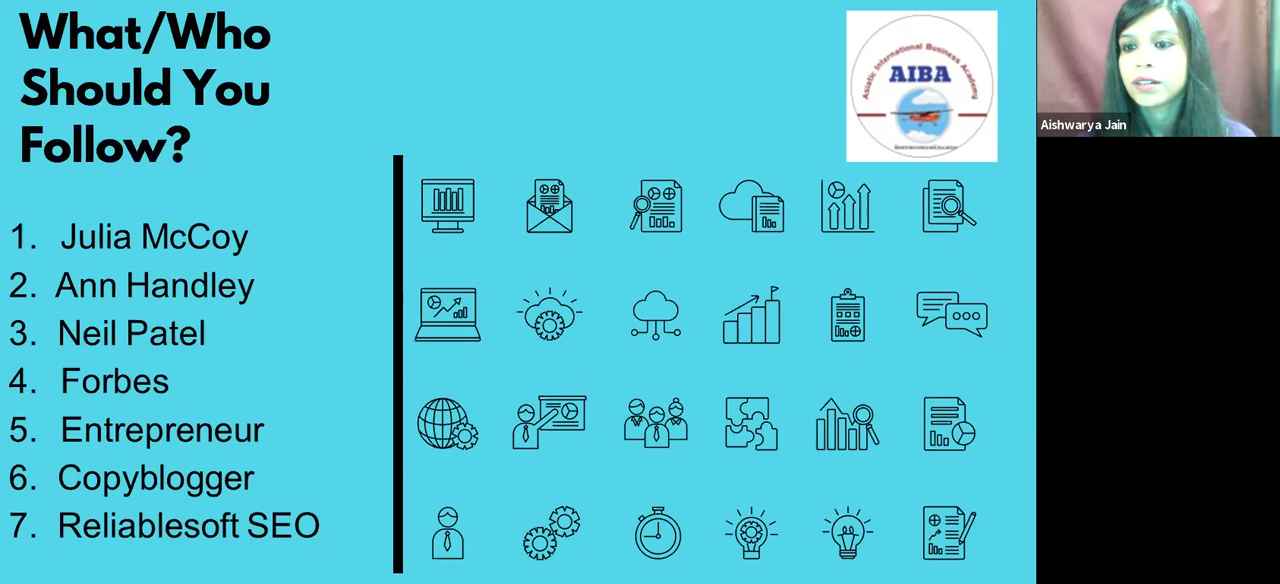 What/Who
Should You
Follow?
Asiatic International Business Academy
AIBA
Aishwarya Jain
1. Julia McCoy
2. Ann Handley
3. Neil Patel
4. Forbes
5. Entrepreneur
6. Copyblogger
7. Reliablesoft SEO